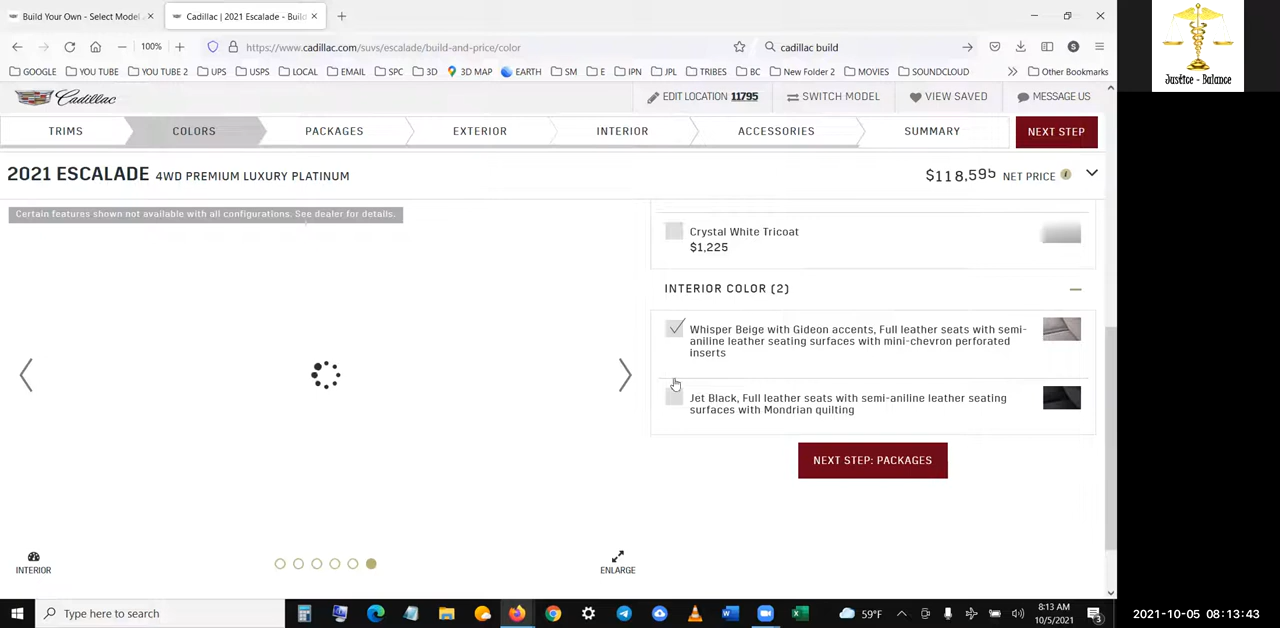 Build Your Own - Select Model
Cadillac | 2021 Escalade - Build
100%
https://www.cadillac.com/suvs/escalade/build-and-price/color
cadillac build
GOOGLE
YOU TUBE
YOU TUBE 2
UPS
USPS
LOCAL
EMAIL
SPC
3D
3D MAP
EARTH
SM
E
IPN
JPL
TRIBES
BC
New Folder 2
MOVIES
SOUNDCLOUD
Other Bookmarks
Justice - Balance
Cadillac
EDIT LOCATION 11795
SWITCH MODEL
VIEW SAVED
MESSAGE US
TRIMS
COLORS
PACKAGES
EXTERIOR
INTERIOR
ACCESSORIES
SUMMARY
NEXT STEP
2021 ESCALADE 4WD PREMIUM LUXURY PLATINUM
$118,595 NET PRICE
Certain features shown not available with all configurations. See dealer for details.
Crystal White Tricoat
$1,225
INTERIOR COLOR (2)
Whisper Beige with Gideon accents, Full leather seats with semi-
aniline leather seating surfaces with mini-chevron perforated
inserts
Jet Black, Full leather seats with semi-aniline leather seating
surfaces with Mondrian quilting
NEXT STEP: PACKAGES
INTERIOR
ENLARGE
Type here to search
59°F
8:13 AM
10/5/2021
3
2021-10-05 08:13:43